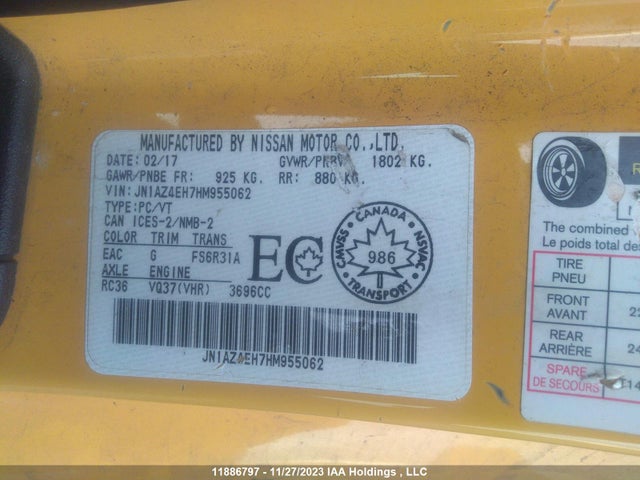 MANUFACTURED BY NISSAN MOTOR CO.,LTD.
DATE: 02/17 GVWR/PNBV 1802 KG.
GAWR/PNBE FR: 925 KG. RR: 880 KG.
VIN: JN1AZ4EH7HM955062
TYPE: PC/VT
CAN ICES-2/NMB-2
COLOR TRIM TRANS
EAC G FS6R31A
AXLE ENGINE
RC36 VQ37(VHR) 3696CC
EC
CANADA
CMVSS 986 NSVAC
TRANSPORT
JN1AZ4EH7HM955062
The combined
Le poids total des
TIRE
PNEU
FRONT
AVANT
REAR
ARRIÈRE
SPARE
DE SECOURS
11886797 - 11/27/2023 IAA Holdings , LLC